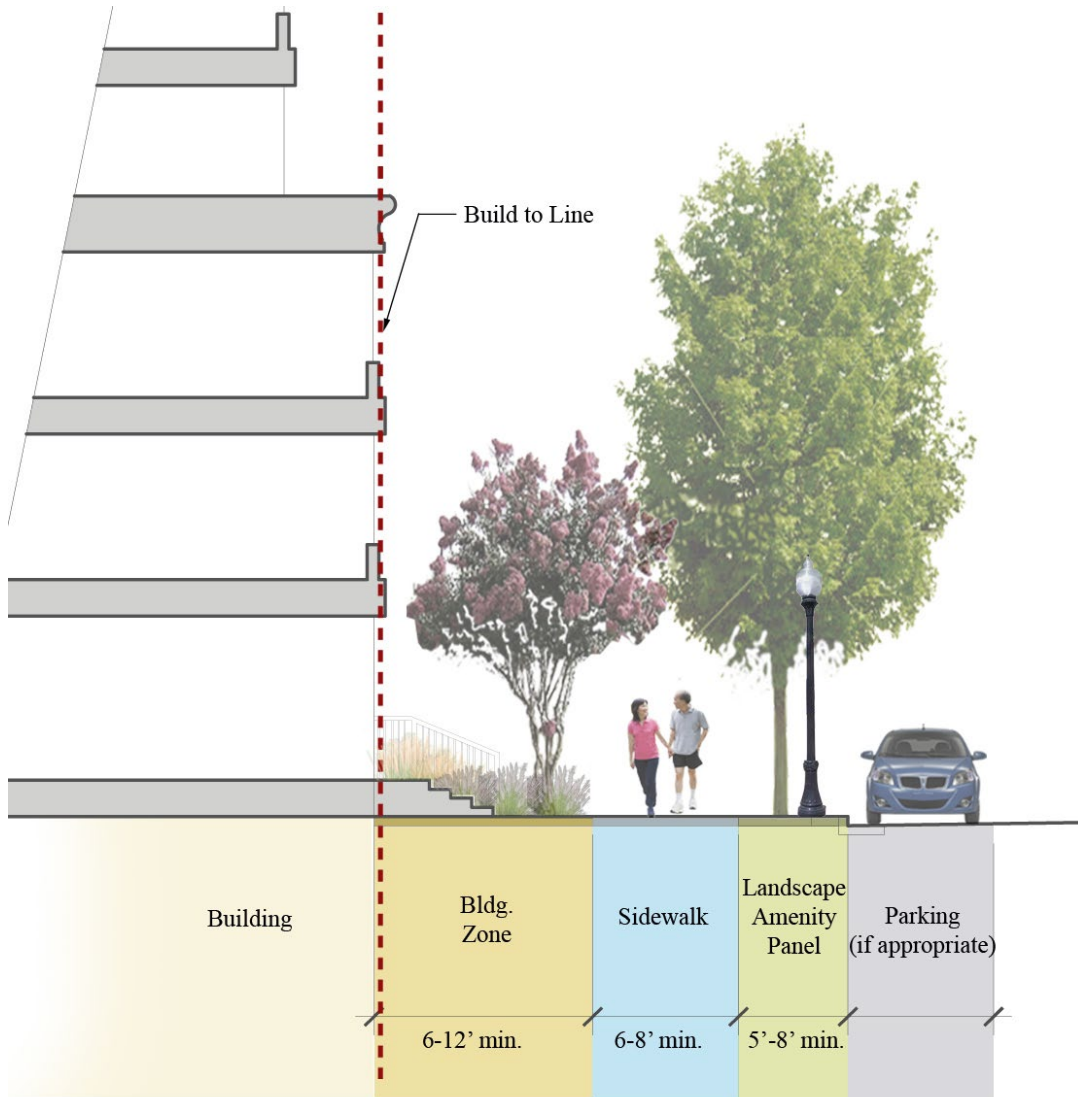 Build to Line
Building
Bldg.
Zone
Sidewalk
Landscape
Amenity
Panel
Parking
(if appropriate)
6-12’ min.
6-8’ min.
5’-8’ min.